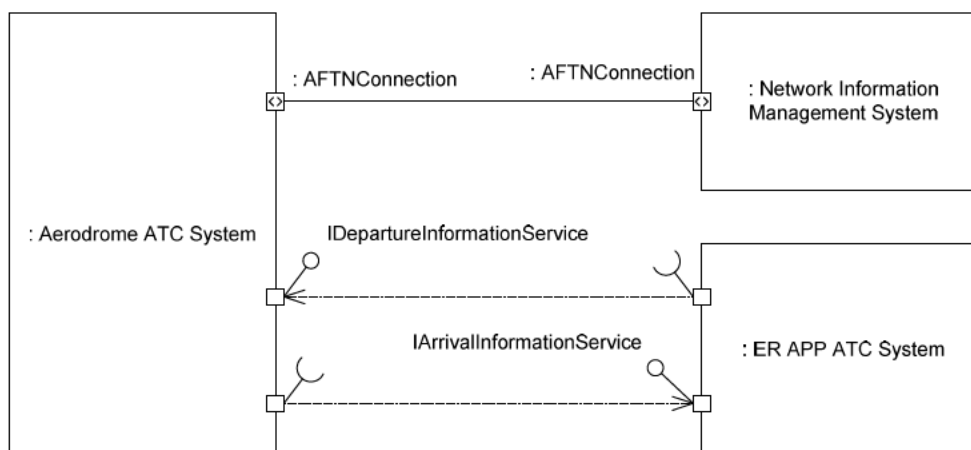 : AFTNConnection
: AFTNConnection
: Network Information
Management System
: Aerodrome ATC System
IDepartureInformationService
IArrivalInformationService
: ER APP ATC System